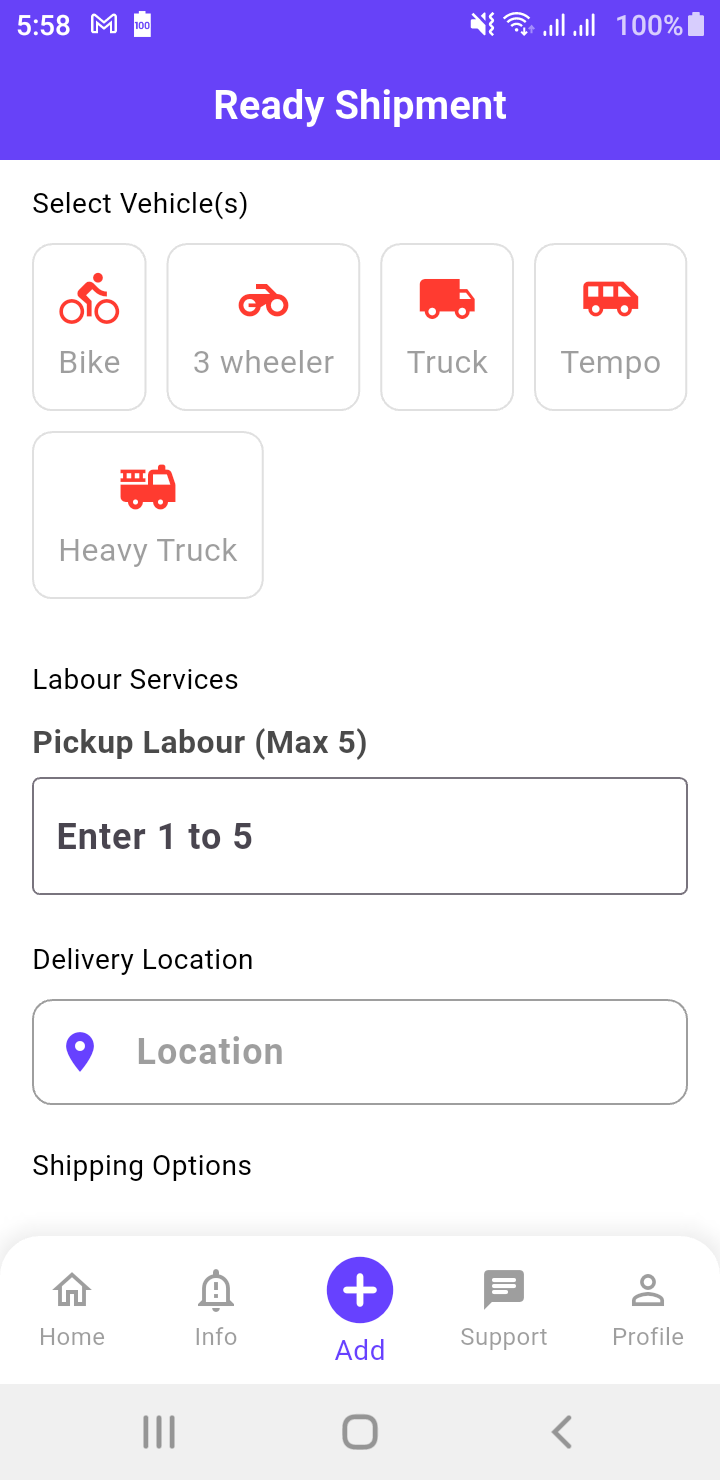 5:58 100 100%
Ready Shipment
Select Vehicle(s)
Bike 3 wheeler Truck Tempo
Heavy Truck
Labour Services
Pickup Labour (Max 5)
Enter 1 to 5
Delivery Location
Location
Shipping Options
Home Info Add Support Profile